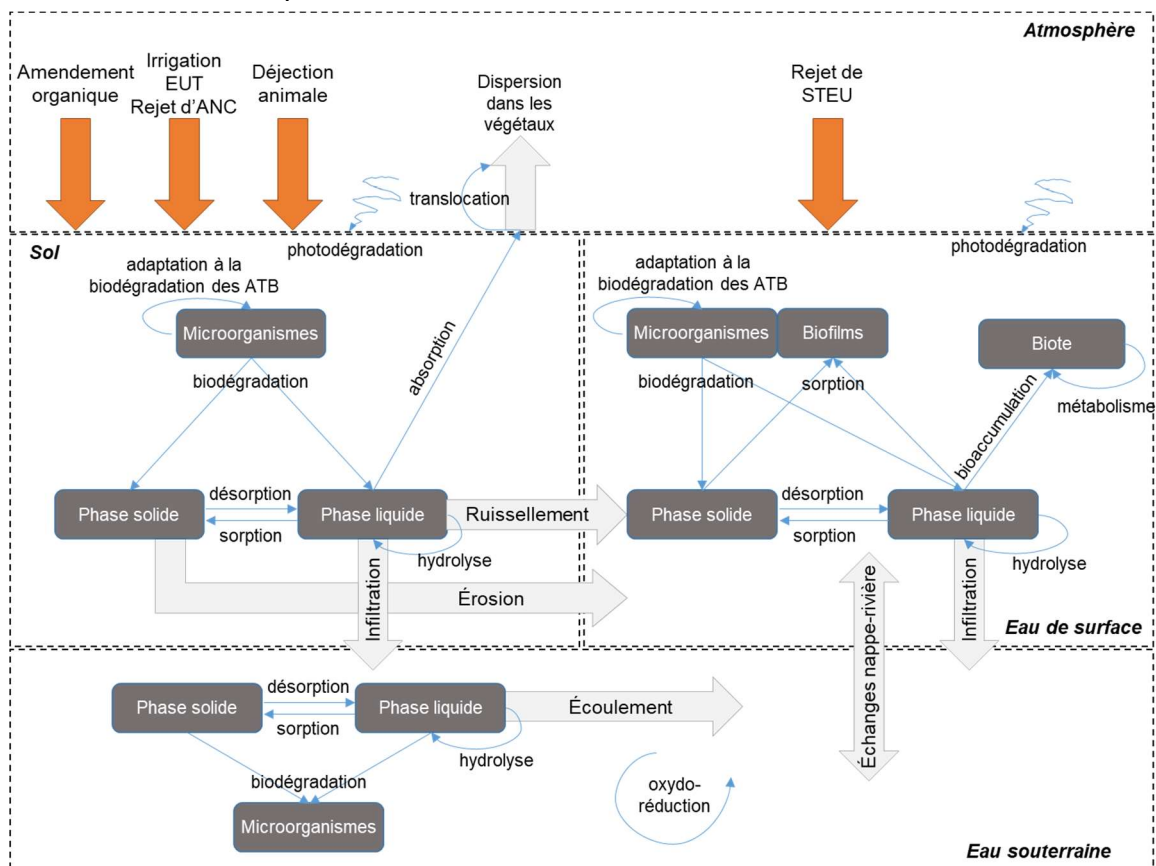 Atmosphère
Amendement
organique
Irrigation
EUT
Rejet d'ANC
Déjection
animale
Dispersion
dans les
végétaux
Rejet de
STEU
translocation
photodégradation
photodégradation
Sol
adaptation à la
biodégradation des ATB
Microorganismes
biodégradation
absorption
Phase solide
désorption
sorption
Phase liquide
hydrolyse
Ruissellement
Érosion
Infiltration
adaptation à la
biodégradation des ATB
Microorganismes
Biofilms
Biote
biodégradation
sorption
bioaccumulation
métabolisme
Phase solide
désorption
sorption
Phase liquide
hydrolyse
Infiltration
Échanges nappe-rivière
Eau de surface
Phase solide
désorption
sorption
Phase liquide
Écoulement
hydrolyse
biodégradation
Microorganismes
oxydo-
réduction
Eau souterraine